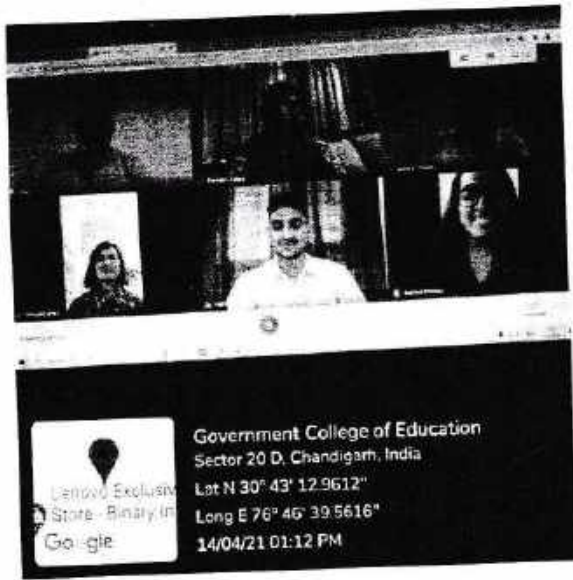 Lenovo Exclusiv
Store - Binary in
Google
Government College of Education
Sector 20 D, Chandigarh, India
Lat N 30° 43' 12.9612"
Long E 76° 46' 39.5616"
14/04/21 01:12 PM